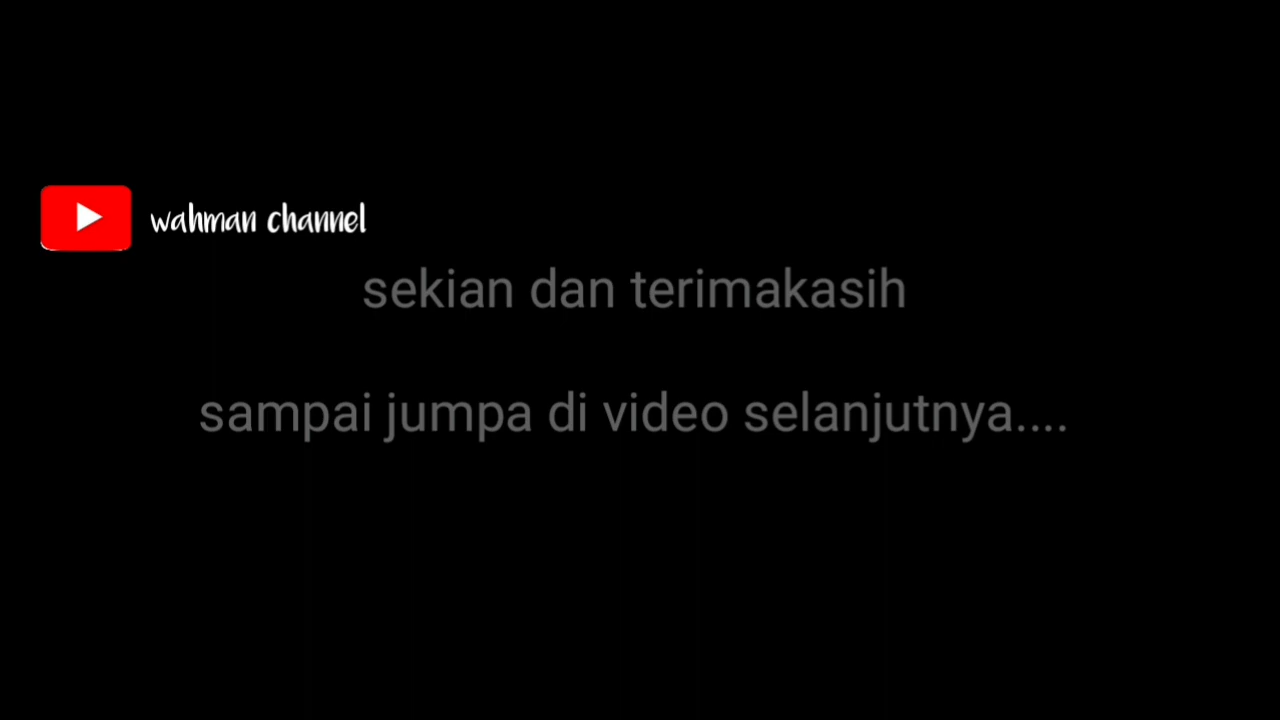 wahman channel
sekian dan terimakasih
sampai jumpa di video selanjutnya....